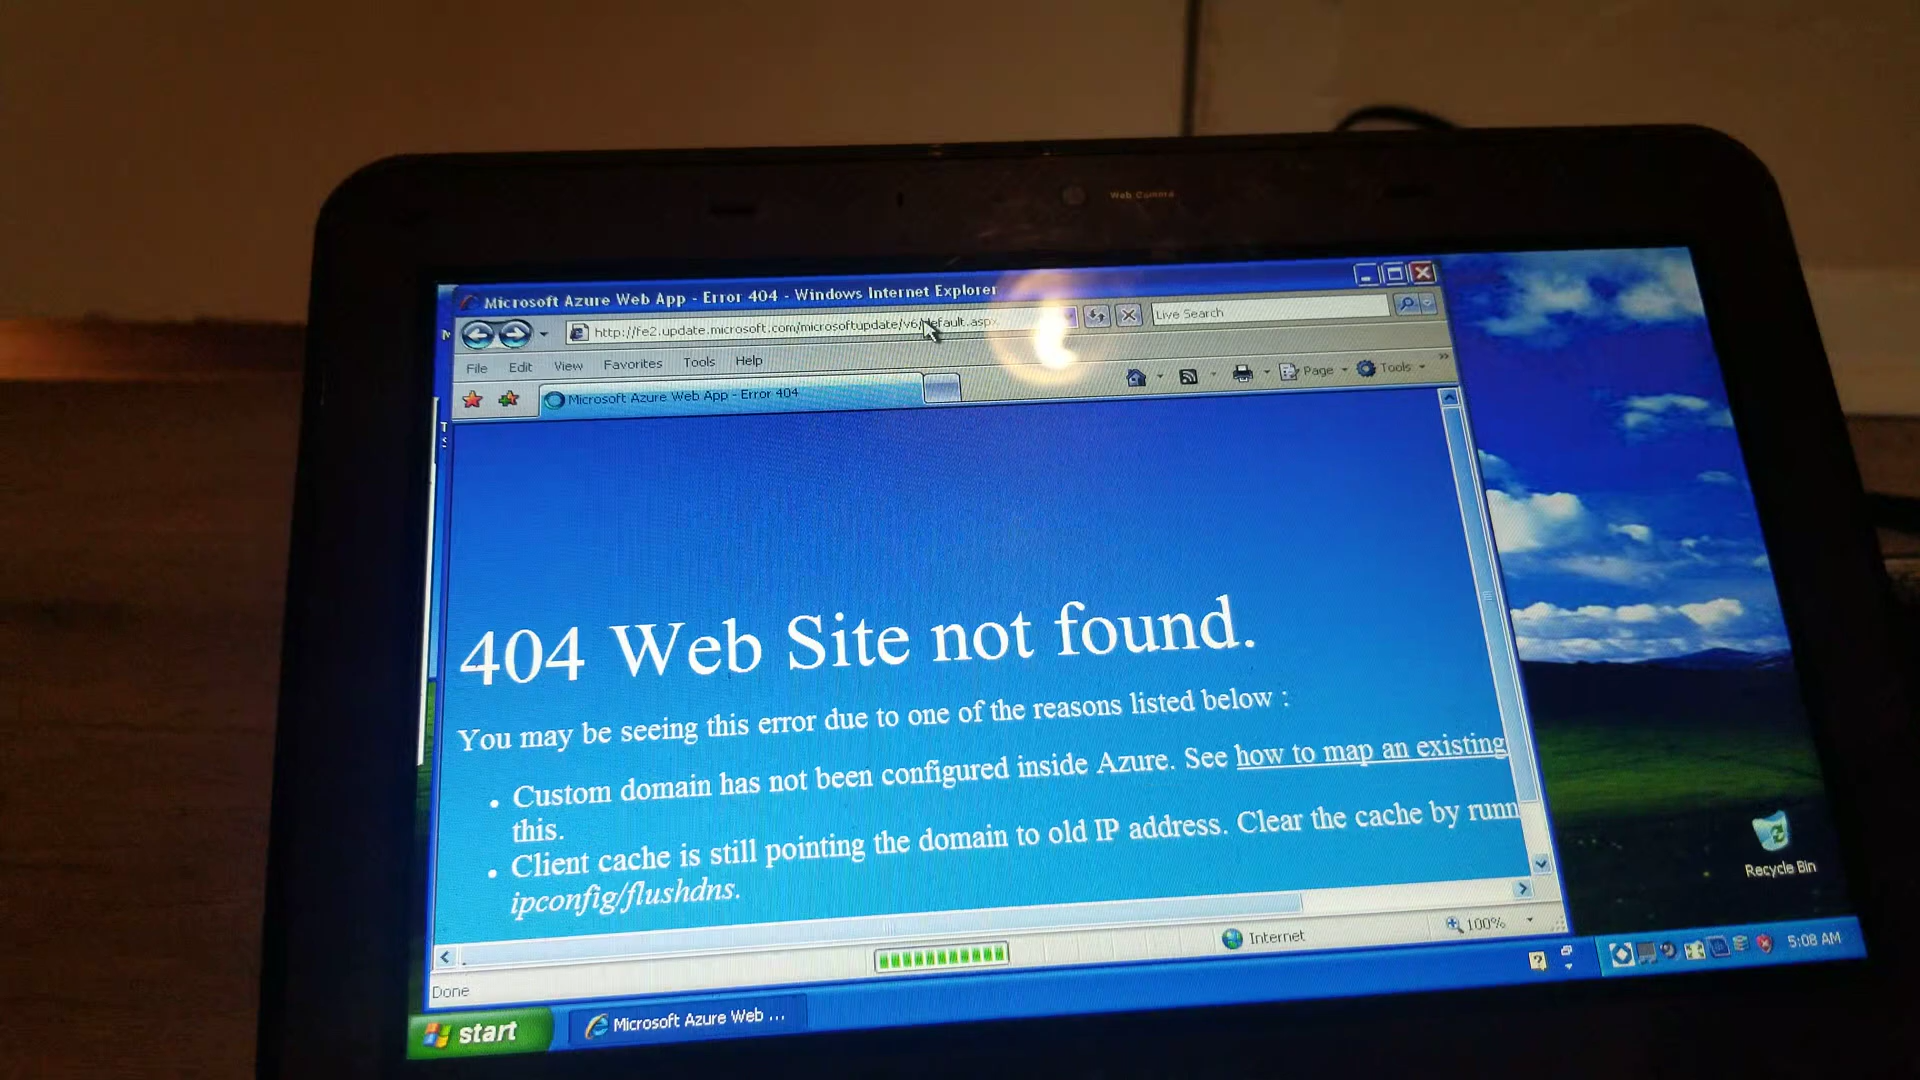 Web Camera
Microsoft Azure Web App - Error 404 - Windows Internet Explorer
http://fe2.update.microsoft.com/microsoftupdate/v6/default.aspx
Live Search
File Edit View Favorites Tools Help
Microsoft Azure Web App - Error 404
Page Tools
404 Web Site not found.
You may be seeing this error due to one of the reasons listed below :
• Custom domain has not been configured inside Azure. See how to map an existing
this.
• Client cache is still pointing the domain to old IP address. Clear the cache by runn
ipconfig/flushdns.
Recycle Bin
Internet
100%
Done
start
Microsoft Azure Web ...
5:08 AM